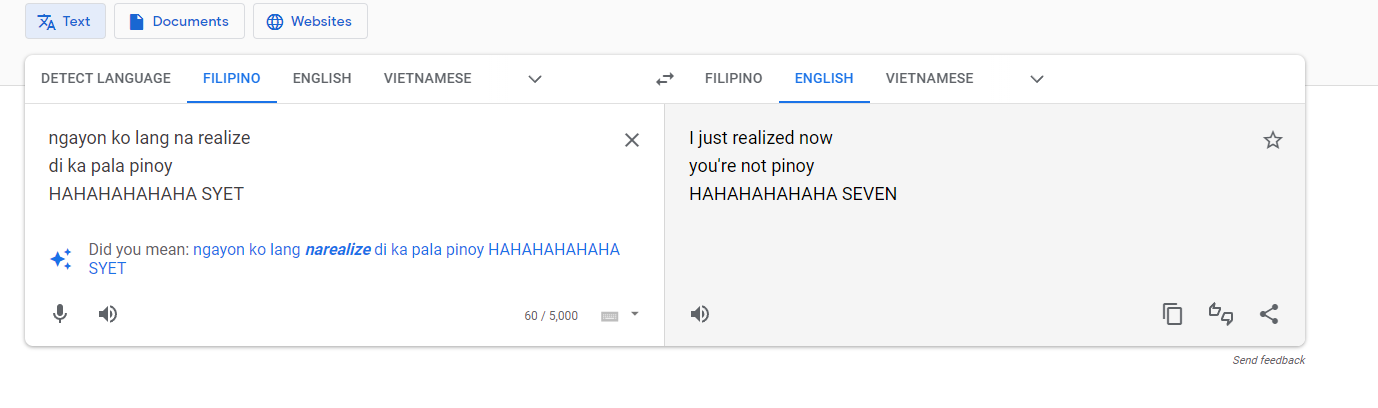 Text Documents Websites
DETECT LANGUAGE FILIPINO ENGLISH VIETNAMESE FILIPINO ENGLISH VIETNAMESE
ngayon ko lang na realize
di ka pala pinoy
HAHAHAHAHAHA SYET
Did you mean: ngayon ko lang narealize di ka pala pinoy HAHAHAHAHAHA
SYET
60 / 5,000
I just realized now
you're not pinoy
HAHAHAHAHAHA SEVEN
Send feedback